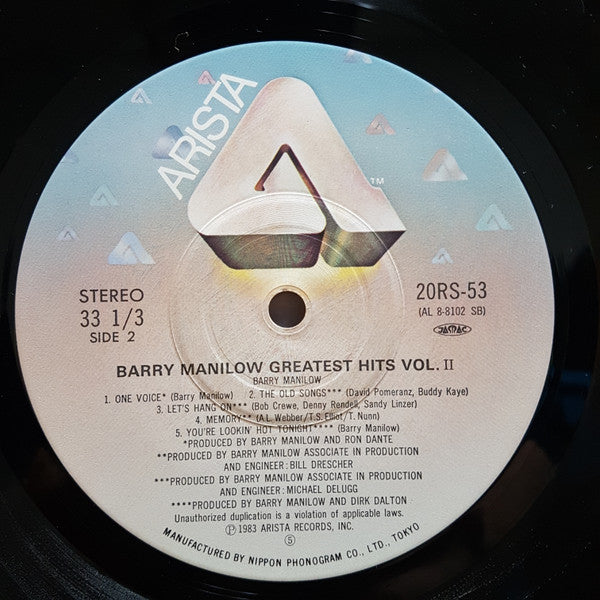 ARISTA
TM
STEREO
33 1/3
SIDE 2
20RS-53
(AL 8-8102 SB)
JASRAC
BARRY MANILOW GREATEST HITS VOL. II
BARRY MANILOW
1. ONE VOICE* (Barry Manilow) 2. THE OLD SONGS*** (David Pomeranz, Buddy Kaye)
3. LET'S HANG ON*** (Bob Crewe, Denny Rendell, Sandy Linzer)
4. MEMORY** (A.L. Webber/T.S. Elliot/T. Nunn)
5. YOU'RE LOOKIN' HOT TONIGHT**** (Barry Manilow)
*PRODUCED BY BARRY MANILOW AND RON DANTE
**PRODUCED BY BARRY MANILOW ASSOCIATE IN PRODUCTION
AND ENGINEER: BILL DRESCHER
***PRODUCED BY BARRY MANILOW ASSOCIATE IN PRODUCTION
AND ENGINEER: MICHAEL DELUGG
****PRODUCED BY BARRY MANILOW AND DIRK DALTON
Unauthorized duplication is a violation of applicable laws.
Ⓟ 1983 ARISTA RECORDS, INC.
⑤
MANUFACTURED BY NIPPON PHONOGRAM CO., LTD., TOKYO